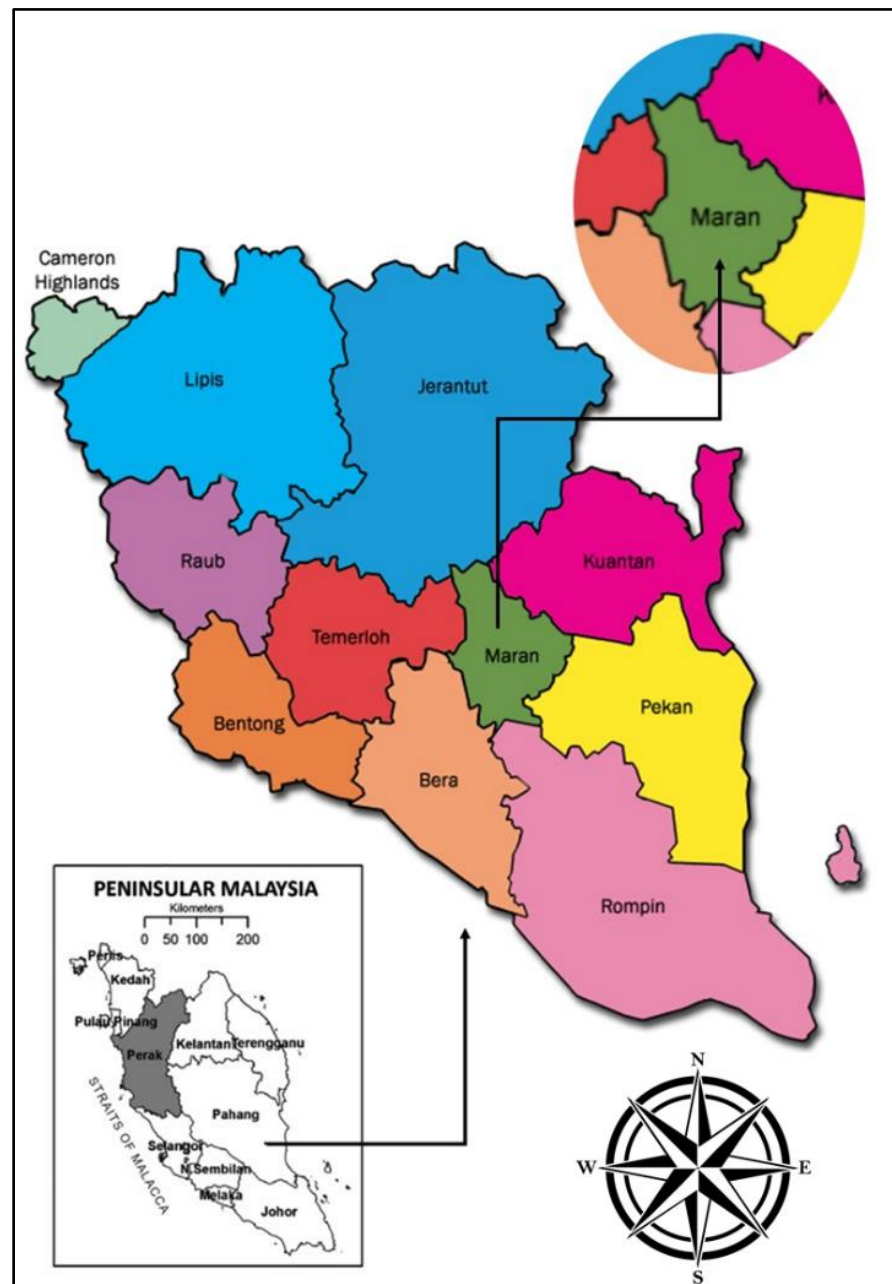 Maran
Cameron
Highlands
Lipis
Jerantut
Raub
Kuantan
Temerloh
Maran
Pekan
Bentong
Bera
Rompin
PENINSULAR MALAYSIA
Kilometers
0 50 100 200
Perlis
Kedah
Pulau Pinang
Perak
Kelantan
Terengganu
Pahang
STRAITS OF MALACCA
Selangor
N.Sembilan
Melaka
Johor
N
W
E
S